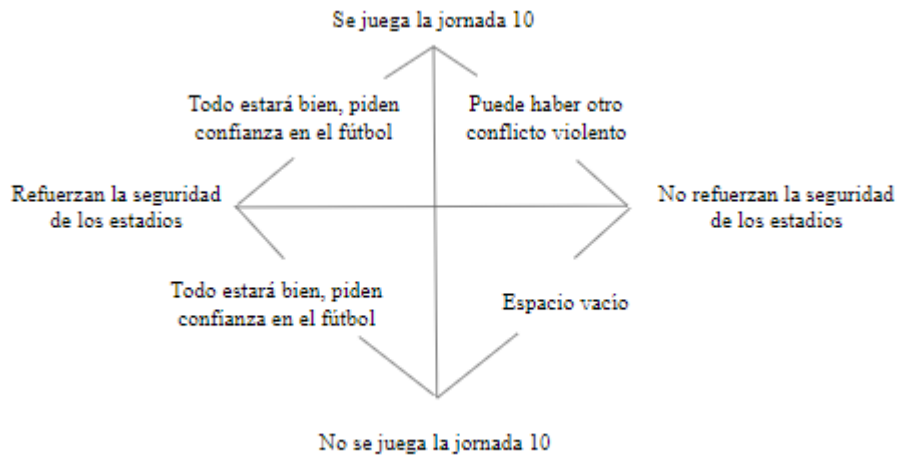 Se juega la jornada 10
Todo estará bien, piden
confianza en el fútbol
Puede haber otro
conflicto violento
Refuerzan la seguridad
de los estadios
No refuerzan la seguridad
de los estadios
Todo estará bien, piden
confianza en el fútbol
Espacio vacío
No se juega la jornada 10